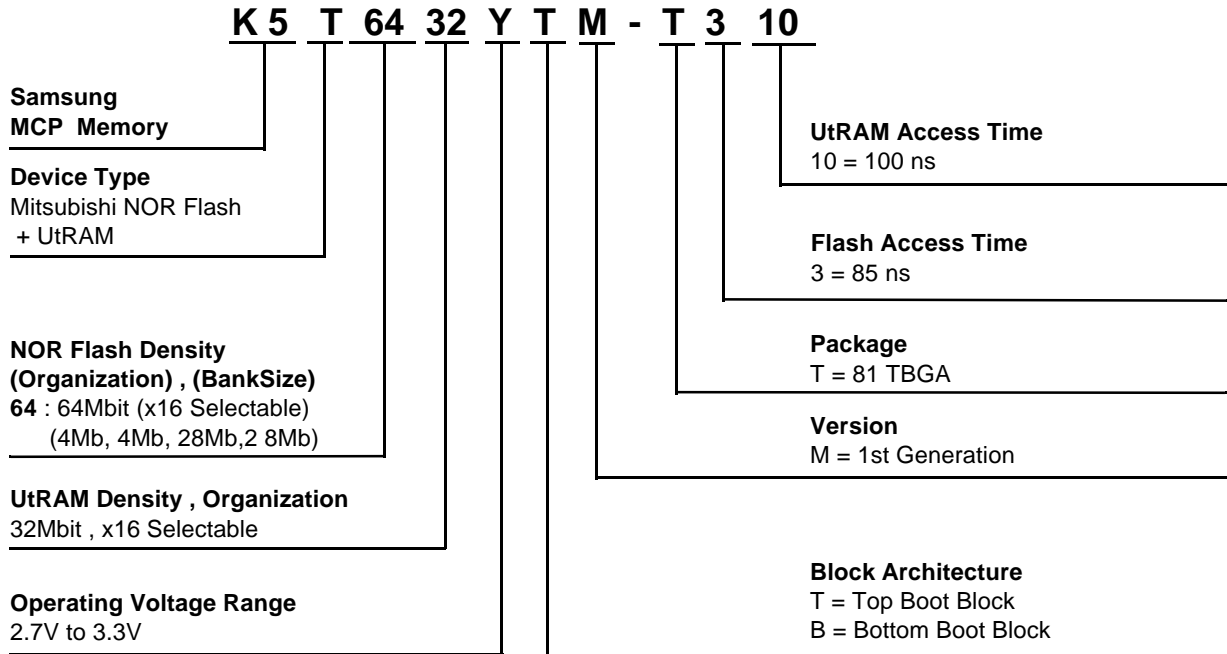 K5 T 64 32 Y T M - T 3 10
Samsung
MCP Memory
Device Type
Mitsubishi NOR Flash
+ UtRAM
NOR Flash Density
(Organization) , (BankSize)
64 : 64Mbit (x16 Selectable)
(4Mb, 4Mb, 28Mb,2 8Mb)
UtRAM Density , Organization
32Mbit , x16 Selectable
Operating Voltage Range
2.7V to 3.3V
UtRAM Access Time
10 = 100 ns
Flash Access Time
3 = 85 ns
Package
T = 81 TBGA
Version
M = 1st Generation
Block Architecture
T = Top Boot Block
B = Bottom Boot Block